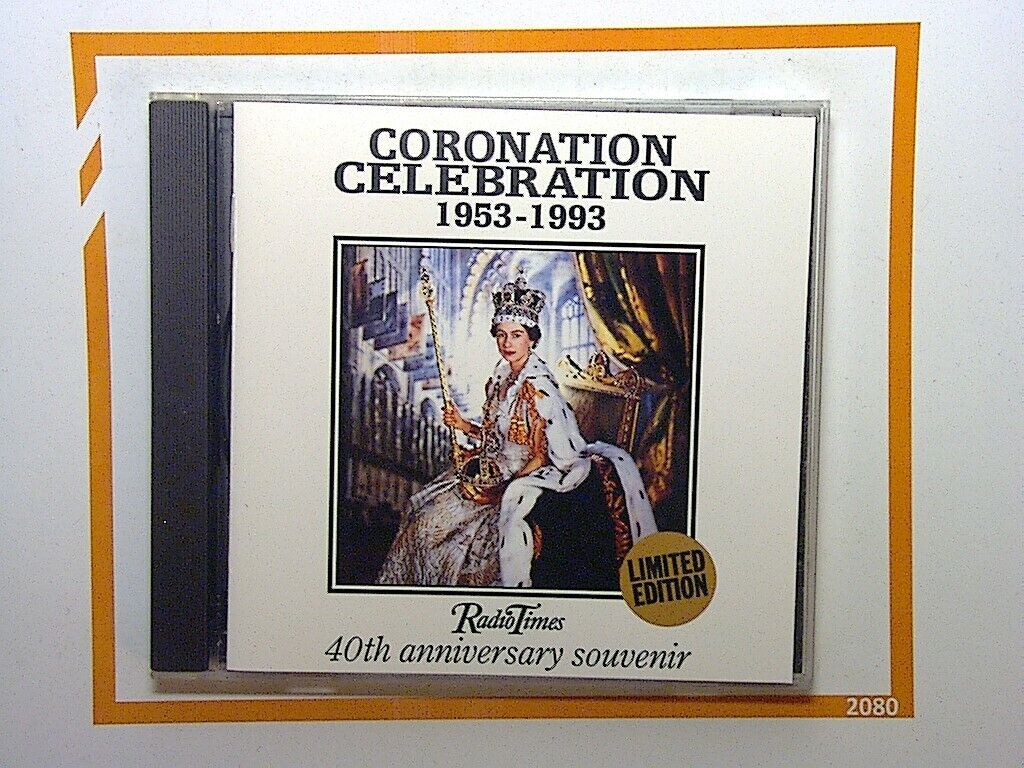 CORONATION
CELEBRATION
1953-1993
LIMITED
EDITION
RadioTimes
40th anniversary souvenir
2080